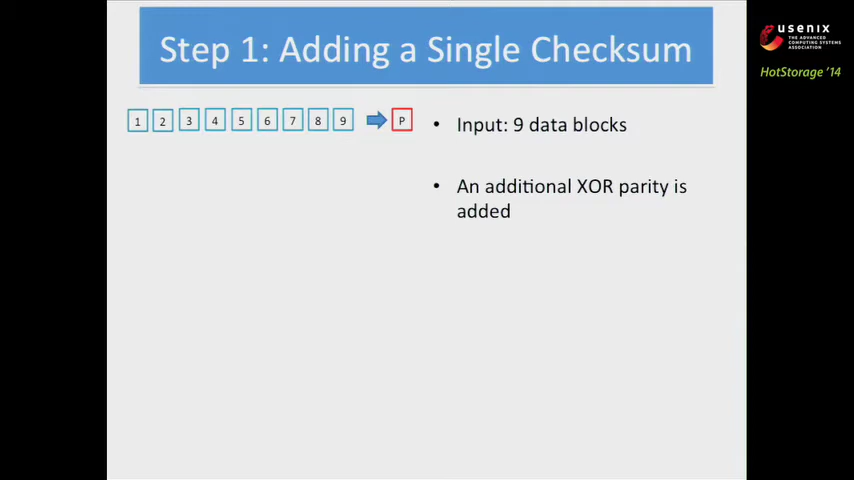 Step 1: Adding a Single Checksum
1 2 3 4 5 6 7 8 9 P
• Input: 9 data blocks
• An additional XOR parity is
added
usenix
THE ADVANCED
COMPUTING SYSTEMS
ASSOCIATION
HotStorage '14